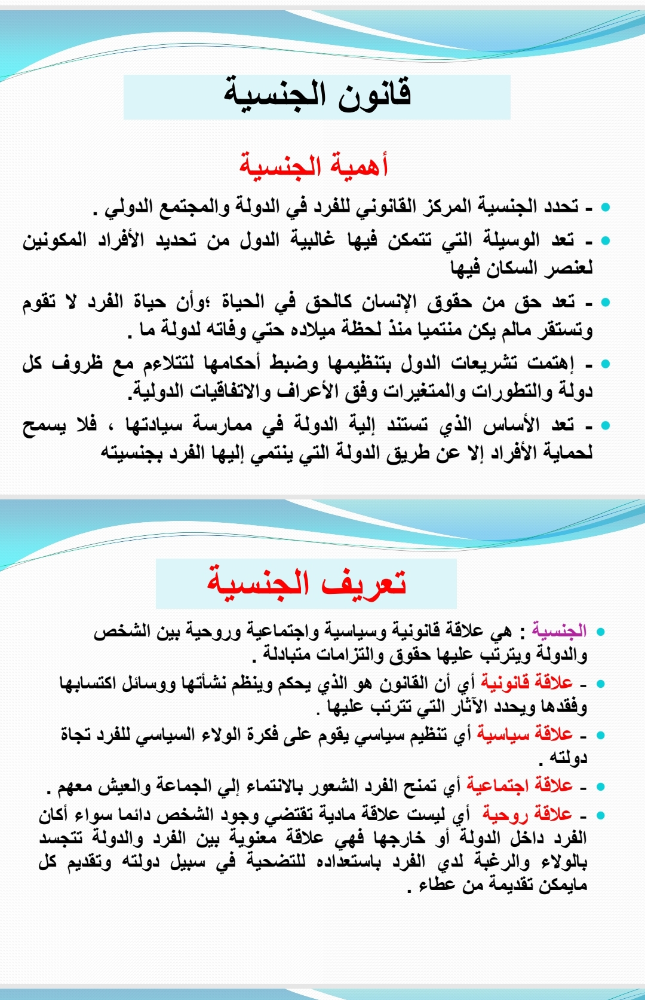 قانون الجنسية
أهمية الجنسية
- تحدد الجنسية المركز القانوني للفرد في الدولة والمجتمع الدولي .
- تعد الوسيلة التي تتمكن فيها غالبية الدول من تحديد الأفراد المكونين
لعنصر السكان فيها
- تعد حق من حقوق الإنسان كالحق في الحياة ؛وأن حياة الفرد لا تقوم
وتستقر مالم يكن منتميا منذ لحظة ميلاده حتي وفاته لدولة ما .
- إهتمت تشريعات الدول بتنظيمها وضبط أحكامها لتتلاءم مع ظروف كل
دولة والتطورات والمتغيرات وفق الأعراف والاتفاقيات الدولية.
- تعد الأساس الذي تستند إلية الدولة في ممارسة سيادتها ، فلا يسمح
لحماية الأفراد إلا عن طريق الدولة التي ينتمي إليها الفرد بجنسيته
تعريف الجنسية
الجنسية : هي علاقة قانونية وسياسية واجتماعية وروحية بين الشخص
والدولة ويترتب عليها حقوق والتزامات متبادلة .
- علاقة قانونية أي أن القانون هو الذي يحكم وينظم نشأتها ووسائل اكتسابها
وفقدها ويحدد الآثار التي تترتب عليها .
- علاقة سياسية أي تنظيم سياسي يقوم على فكرة الولاء السياسي للفرد تجاة
دولته .
- علاقة اجتماعية أي تمنح الفرد الشعور بالانتماء إلي الجماعة والعيش معهم .
- علاقة روحية أي ليست علاقة مادية تقتضي وجود الشخص دائما سواء أكان
الفرد داخل الدولة أو خارجها فهي علاقة معنوية بين الفرد والدولة تتجسد
بالولاء والرغبة لدي الفرد باستعداده للتضحية في سبيل دولته وتقديم كل
مايمكن تقديمة من عطاء .